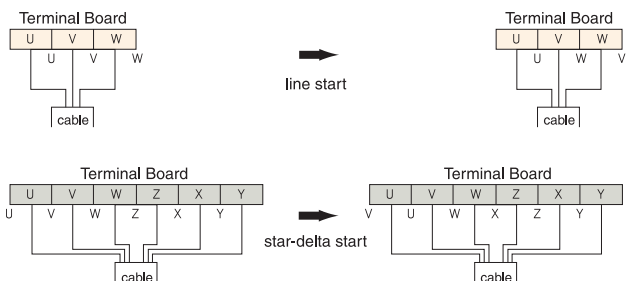 Terminal Board
U V W
U V W
cable
line start
Terminal Board
U V W
U W V
cable
Terminal Board
U V W Z X Y
U V W Z X Y
cable
star-delta start
Terminal Board
U V W Z X Y
V U W X Z Y
cable